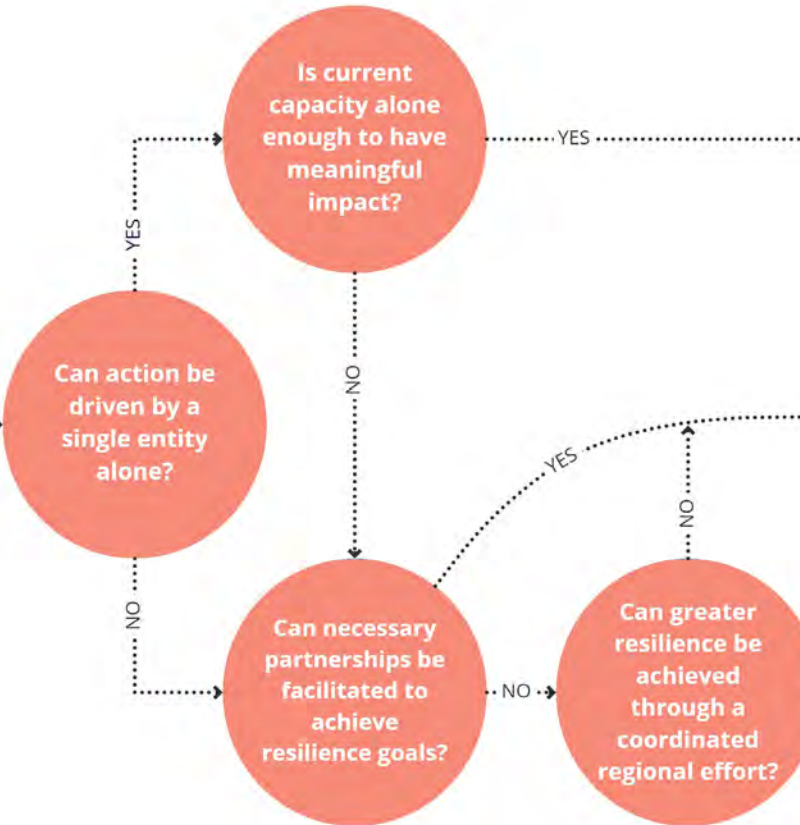 Is current
capacity alone
enough to have
meaningful
impact?
YES
YES
Can action be
driven by a
single entity
alone?
NO
YES
NO
NO
Can necessary
partnerships be
facilitated to
achieve
resilience goals?
NO
Can greater
resilience be
achieved
through a
coordinated
regional effort?